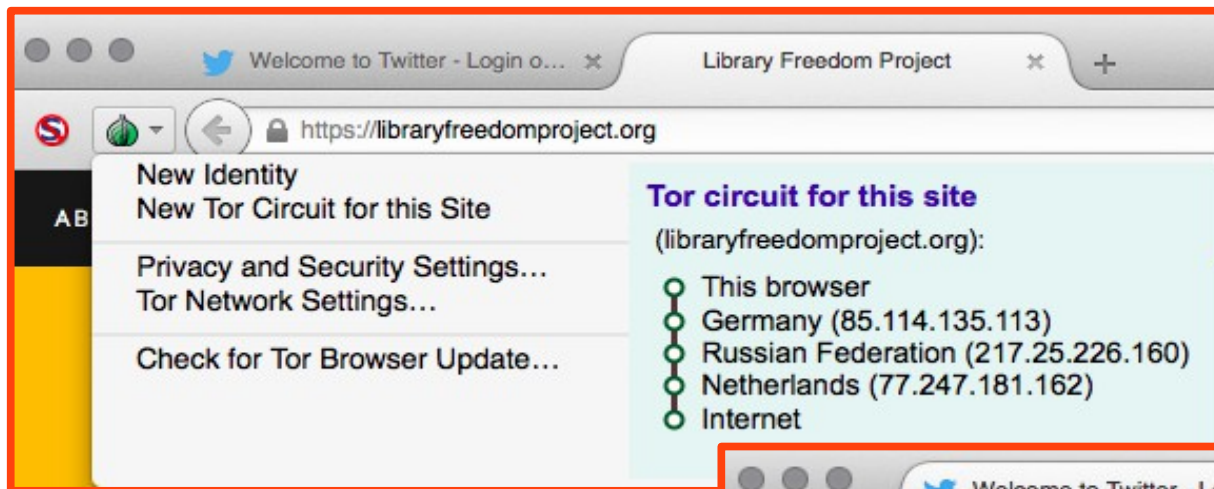 Welcome to Twitter - Login o...
Library Freedom Project
https://libraryfreedomproject.org
AB
New Identity
New Tor Circuit for this Site
Privacy and Security Settings...
Tor Network Settings...
Check for Tor Browser Update...
Tor circuit for this site
(libraryfreedomproject.org):
This browser
Germany (85.114.135.113)
Russian Federation (217.25.226.160)
Netherlands (77.247.181.162)
Internet
Welcome to Twitter - L